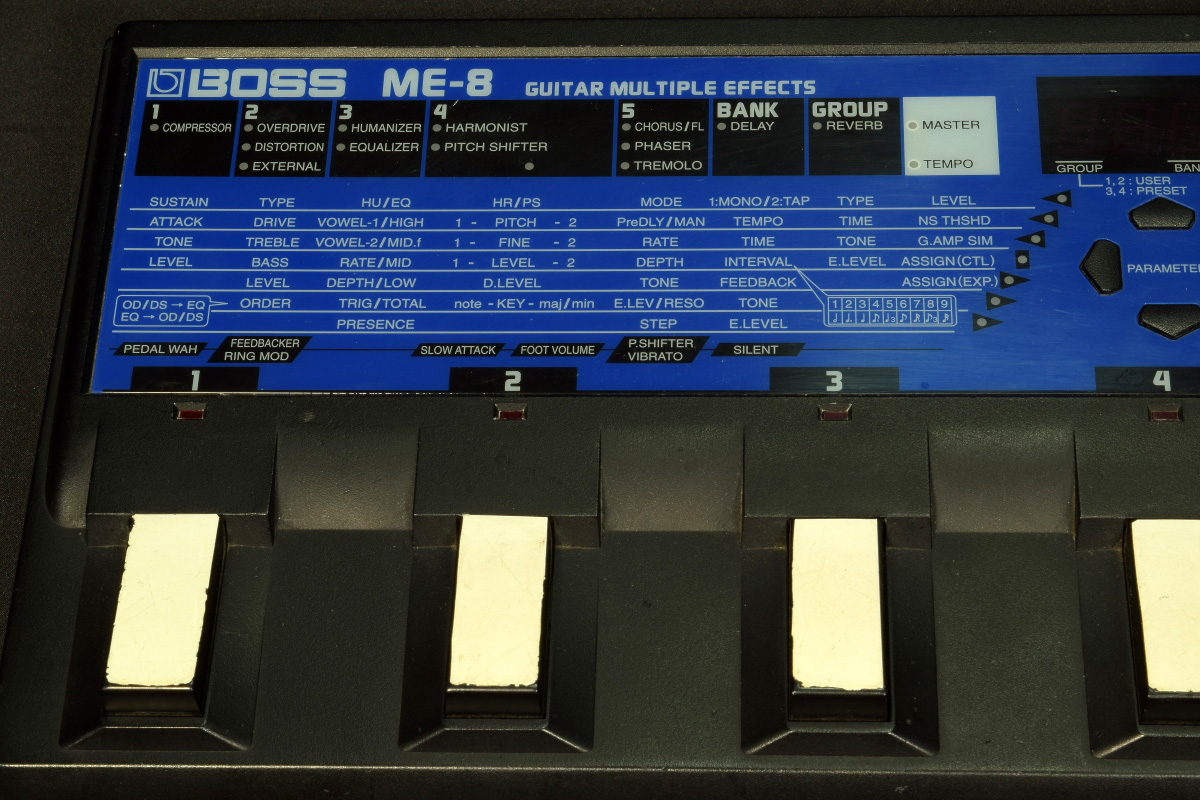 BOSS ME-8 GUITAR MULTIPLE EFFECTS
1 2 3 4 5 BANK GROUP
COMPRESSOR OVERDRIVE HUMANIZER HARMONIST CHORUS/FL DELAY REVERB MASTER
DISTORTION EQUALIZER PITCH SHIFTER PHASER
EXTERNAL TREMOLO TEMPO
GROUP BAN
1, 2 : USER
3, 4 : PRESET
SUSTAIN TYPE HU/EQ HR/PS MODE 1:MONO/2:TAP TYPE LEVEL
ATTACK DRIVE VOWEL-1/HIGH 1 - PITCH - 2 PreDLY/MAN TEMPO TIME NS THSHD
TONE TREBLE VOWEL-2/MID.f 1 - FINE - 2 RATE TIME TONE G.AMP SIM
LEVEL BASS RATE/MID 1 - LEVEL - 2 DEPTH INTERVAL E.LEVEL ASSIGN(CTL)
LEVEL DEPTH/LOW D.LEVEL TONE FEEDBACK ASSIGN(EXP.)
PARAMETE
OD/DS → EQ ORDER TRIG/TOTAL note - KEY - maj/min E.LEV/RESO TONE 1 2 3 4 5 6 7 8 9
EQ → OD/DS
PRESENCE STEP E.LEVEL
PEDAL WAH FEEDBACKER SLOW ATTACK FOOT VOLUME P.SHIFTER SILENT
RING MOD VIBRATO
1 2 3 4